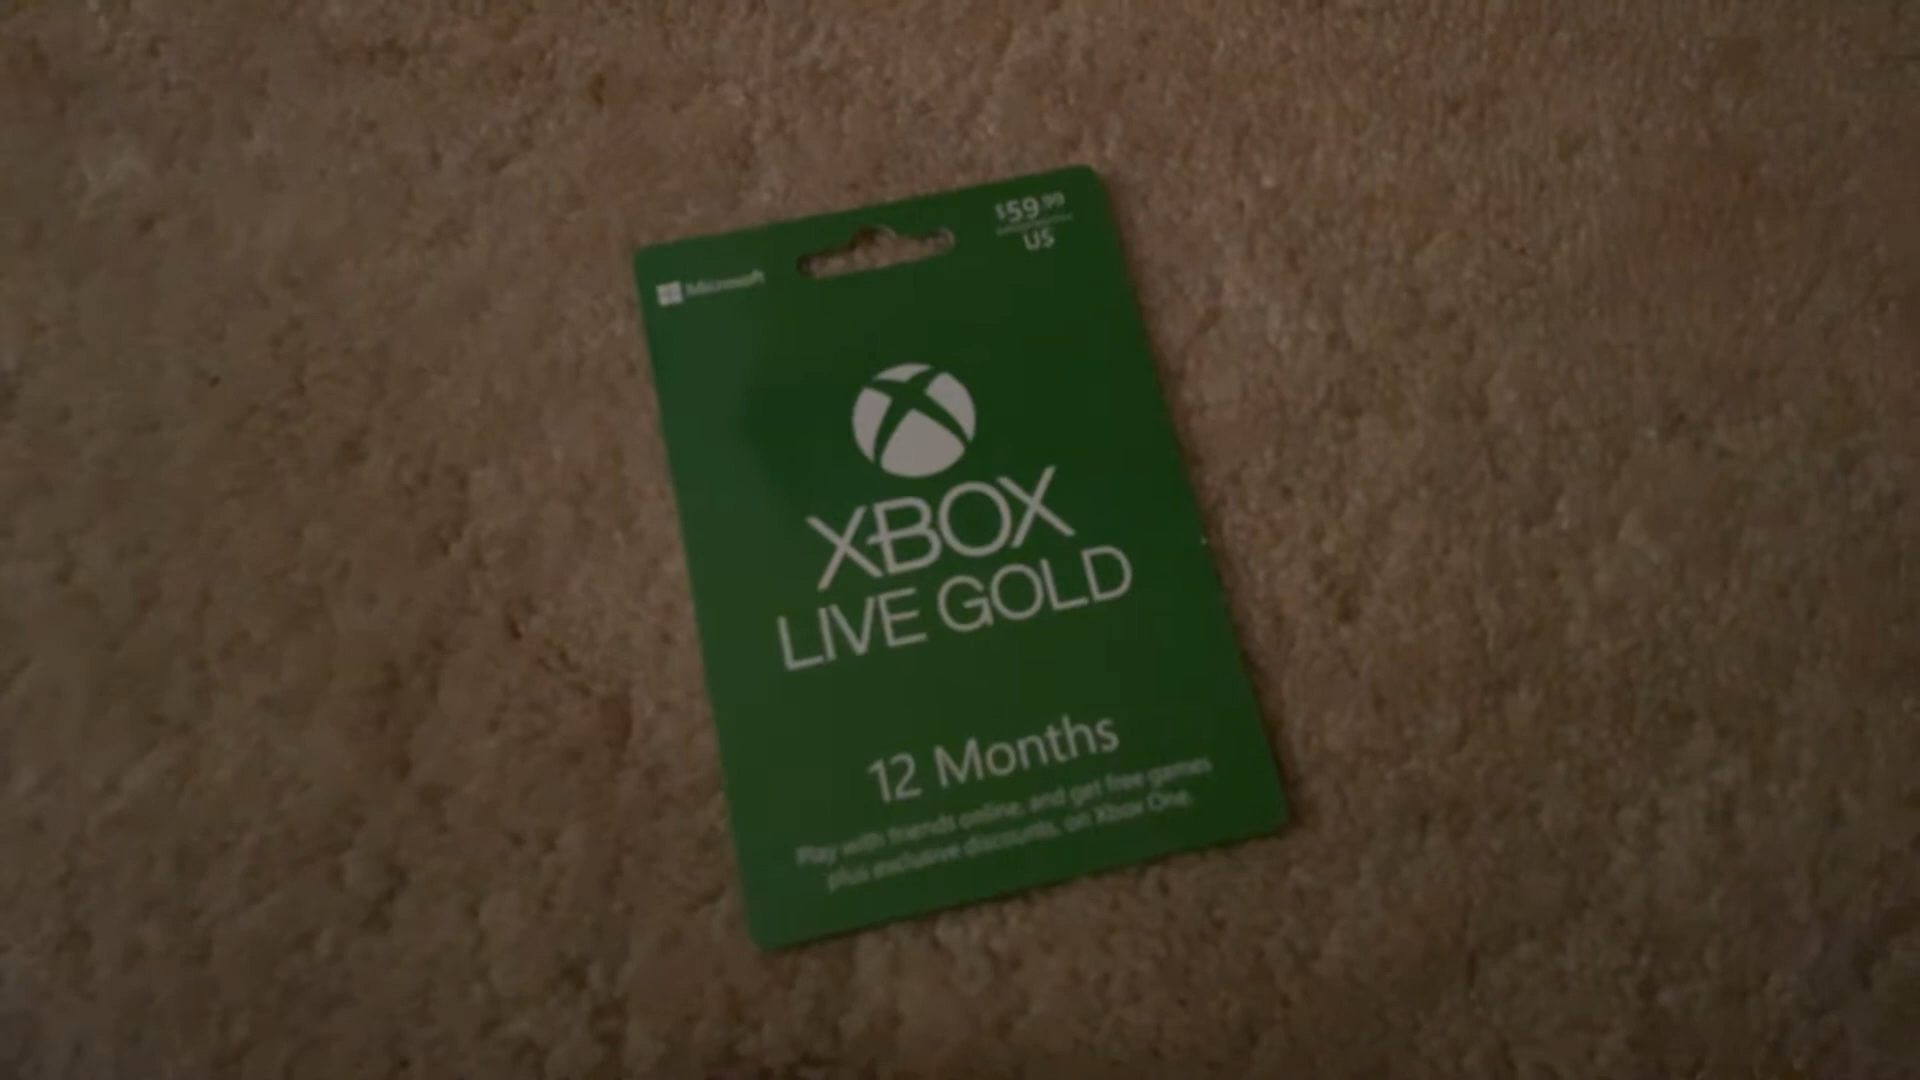 $59.99
US
Microsoft
XBOX
LIVE GOLD
12 Months
Play with friends online, and get free games
plus exclusive discounts, on Xbox One.